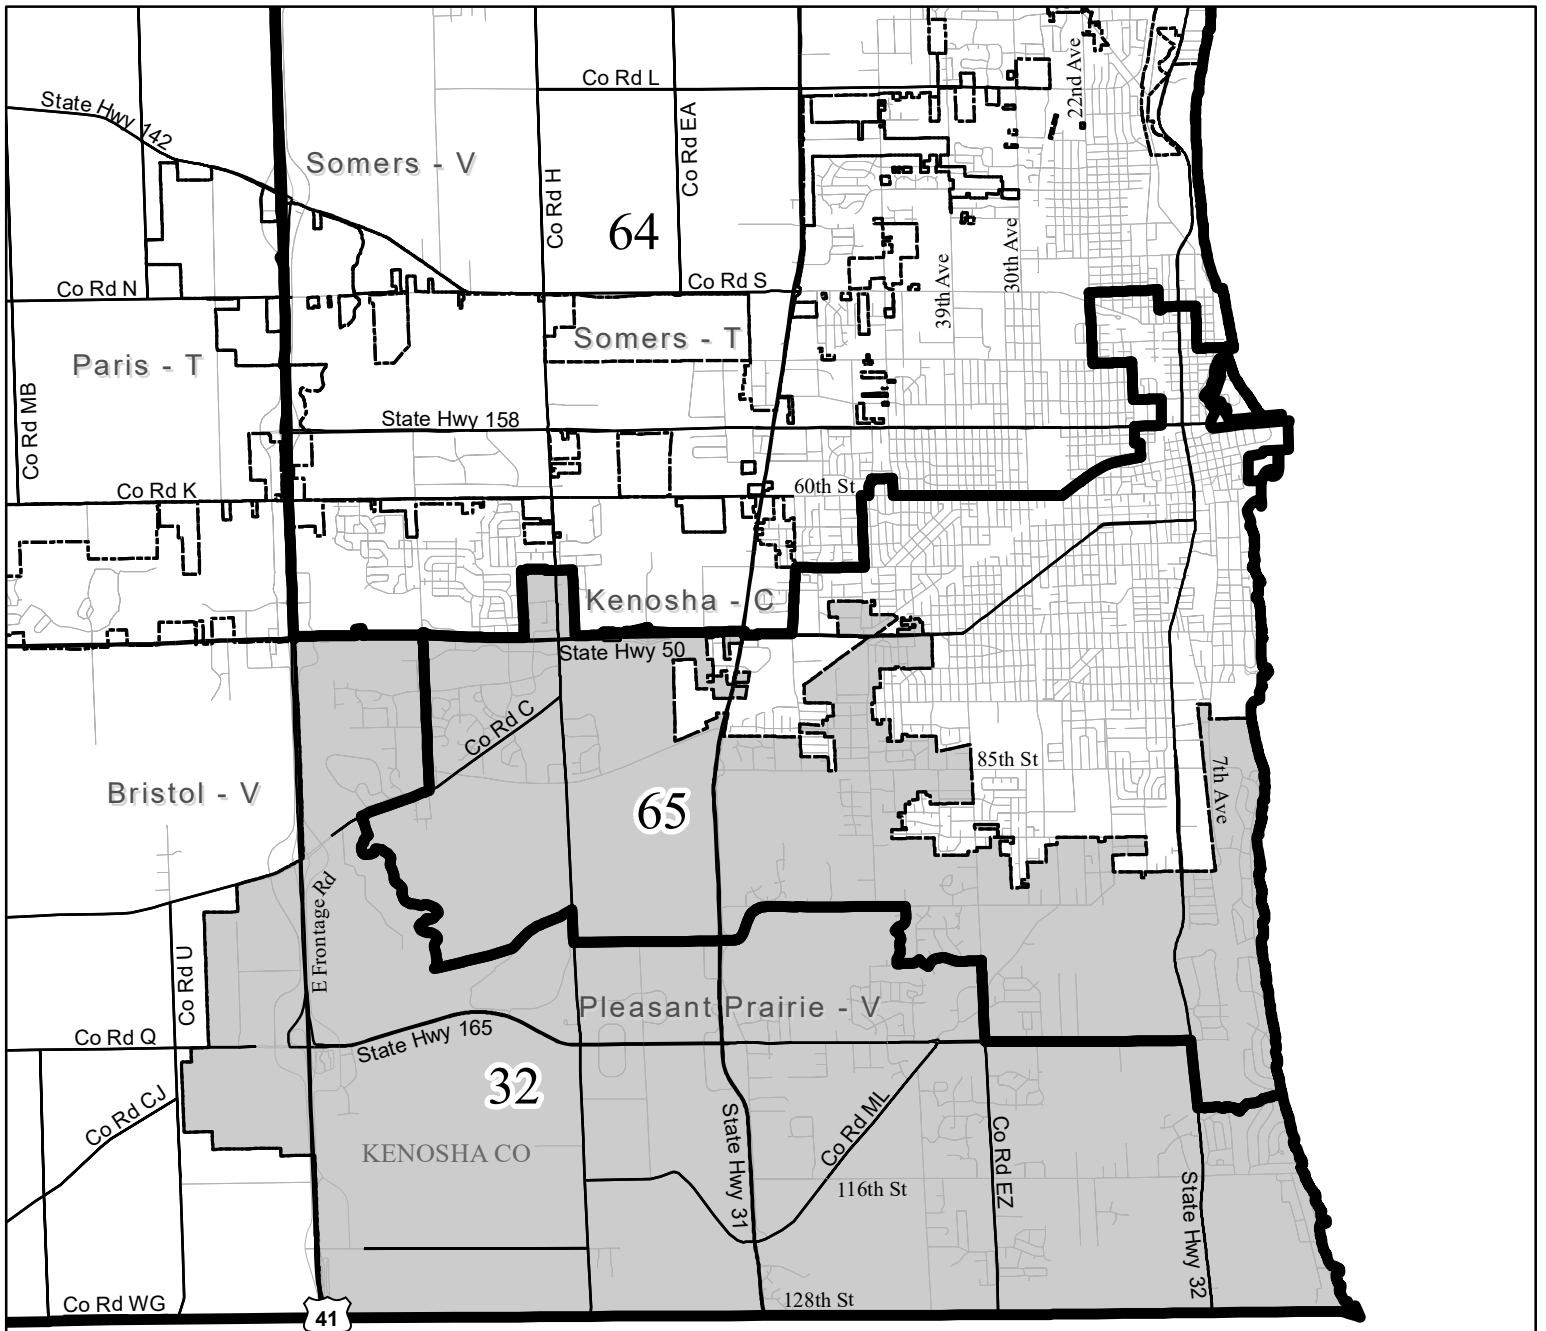 Co Rd L
22nd Ave
State Hwy 142
Co Rd EA
Somers - V
Co Rd H
64
30th Ave
39th Ave
Co Rd N
Co Rd S
Somers - T
Paris - T
Co Rd MB
State Hwy 158
Co Rd K
60th St
Kenosha - C
State Hwy 50
Co Rd C
85th St
7th Ave
Bristol - V
65
E Frontage Rd
Co Rd U
Pleasant Prairie - V
Co Rd Q
State Hwy 165
32
Co Rd CJ
Co Rd ML
State Hwy 31
Co Rd EZ
KENOSHA CO
116th St
State Hwy 32
Co Rd WG
128th St
41